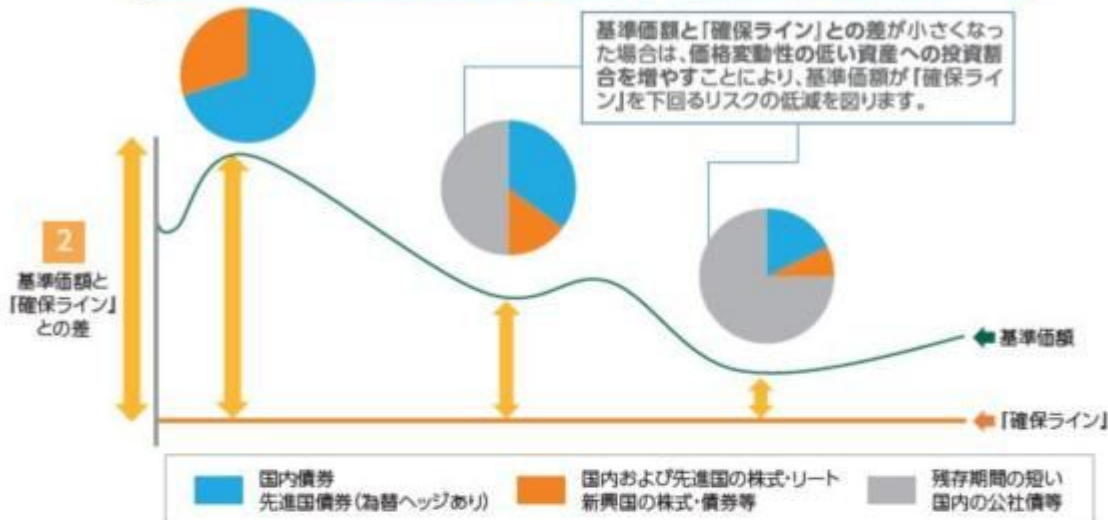 基準価額と『確保ライン』との差が小さくなっ
た場合は、価格変動性の低い資産への投資割
合を増やすことにより、基準価額が『確保ライ
ン』を下回るリスクの低減を図ります。
2
基準価額と
『確保ライン』
との差
基準価額
『確保ライン』
国内債券
先進国債券(為替ヘッジあり)
国内および先進国の株式・リート
新興国の株式・債券等
残存期間の短い
国内の公社債等